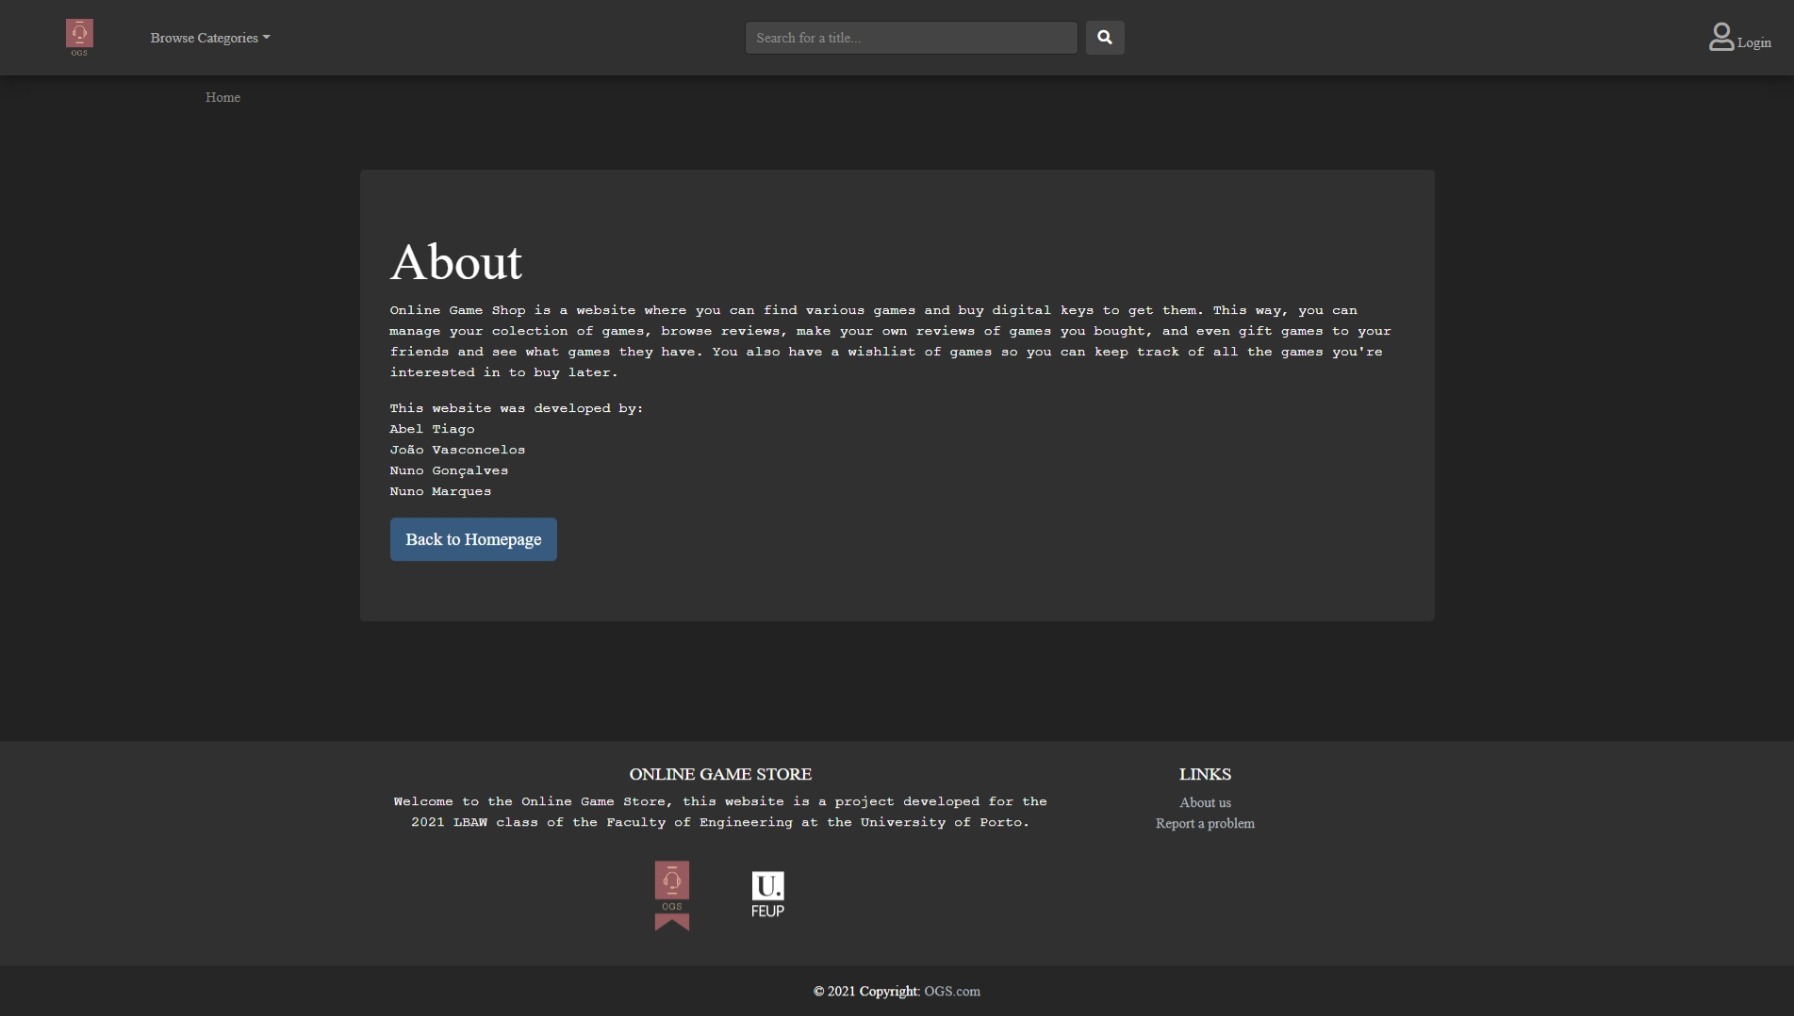 OGS
Browse Categories
Search for a title...
Login
Home
About
Online Game Shop is a website where you can find various games and buy digital keys to get them. This way, you can
manage your colection of games, browse reviews, make your own reviews of games you bought, and even gift games to your
friends and see what games they have. You also have a wishlist of games so you can keep track of all the games you're
interested in to buy later.
This website was developed by:
Abel Tiago
João Vasconcelos
Nuno Gonçalves
Nuno Marques
Back to Homepage
ONLINE GAME STORE
Welcome to the Online Game Store, this website is a project developed for the
2021 LBAW class of the Faculty of Engineering at the University of Porto.
LINKS
About us
Report a problem
OGS
U.
FEUP
© 2021 Copyright: OGS.com